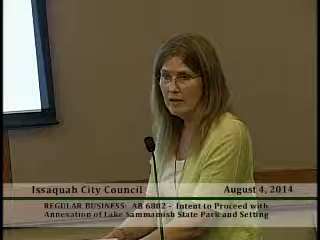 Issaquah City Council August 4, 2014
REGULAR BUSINESS: AB 6802 - Intent to Proceed with
Annexation of Lake Sammamish State Park and Setting